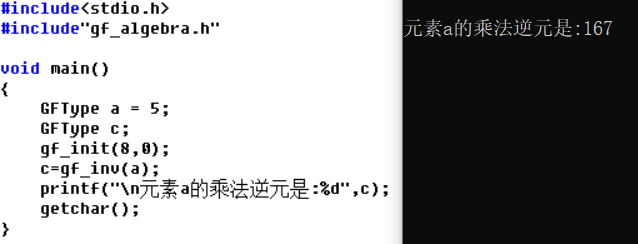 #include<stdio.h>
#include"gf_algebra.h"
void main()
{
    GFType a = 5;
    GFType c;
    gf_init(8,0);
    c=gf_inv(a);
    printf("\n元素a的乘法逆元是:%d",c);
    getchar();
}
元素a的乘法逆元是:167